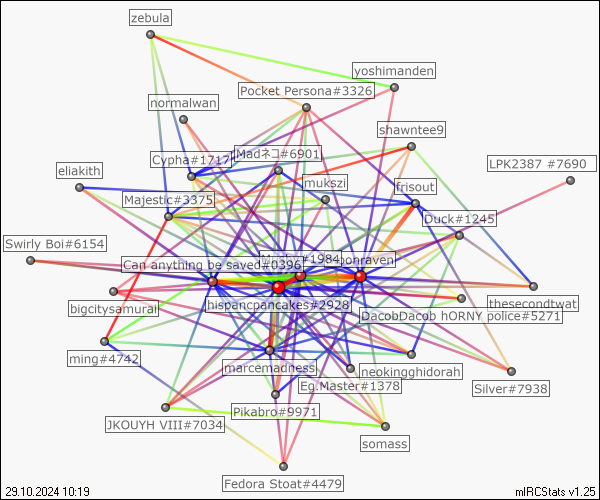 zebula
yoshimanden
Pocket Persona#3326
normalwan
shawntee9
Cypha#1717
Madネコ#6901
LPK2387 #7690
eliakith
mukszi
frisout
Majestic#3375
Duck#1245
Swirly Boi#6154
Can anything be saved#0396
#1984
onraven
hispancpancakes#2928
thesecondtwat
bigcitysamurai
DacobDacob hORNY police#5271
ming#4742
marcemadness
neokingghidorah
Eg.Master#1378
Silver#7938
Pikabro#9971
JKOUYH VIII#7034
somass
Fedora Stoat#4479
29.10.2024 10:19
mIRCStats v1.25